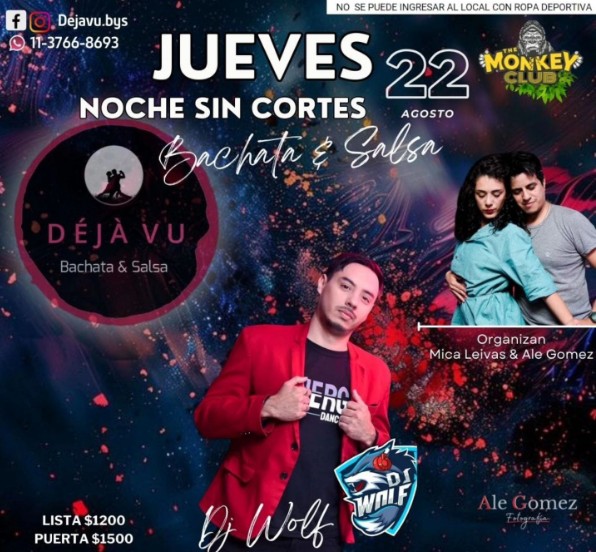 NO SE PUEDE INGRESAR AL LOCAL CON ROPA DEPORTIVA
Déjavu.bys
11-3766-8693
JUEVES
22
AGOSTO
THE
MONKEY
CLUB
NOCHE SIN CORTES
Bachata & Salsa
DÉJÀ VU
Bachata & Salsa
Organizan
Mica Leivas & Ale Gomez
DANC
DJ
WOLF
Dj Wolf
Ale Gomez
Fotografía
LISTA $1200
PUERTA $1500